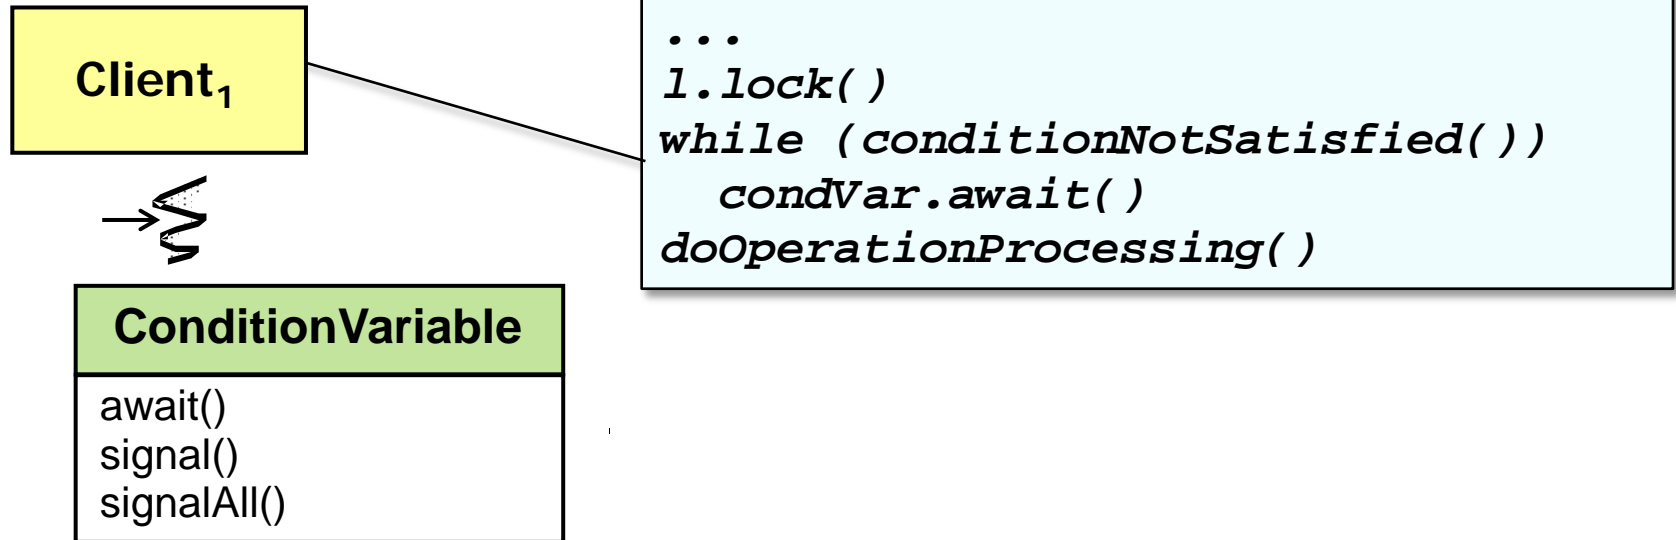 Client₁
...
l.lock()
while (conditionNotSatisfied())
condVar.await()
doOperationProcessing()
ConditionVariable
await()
signal()
signalAll()